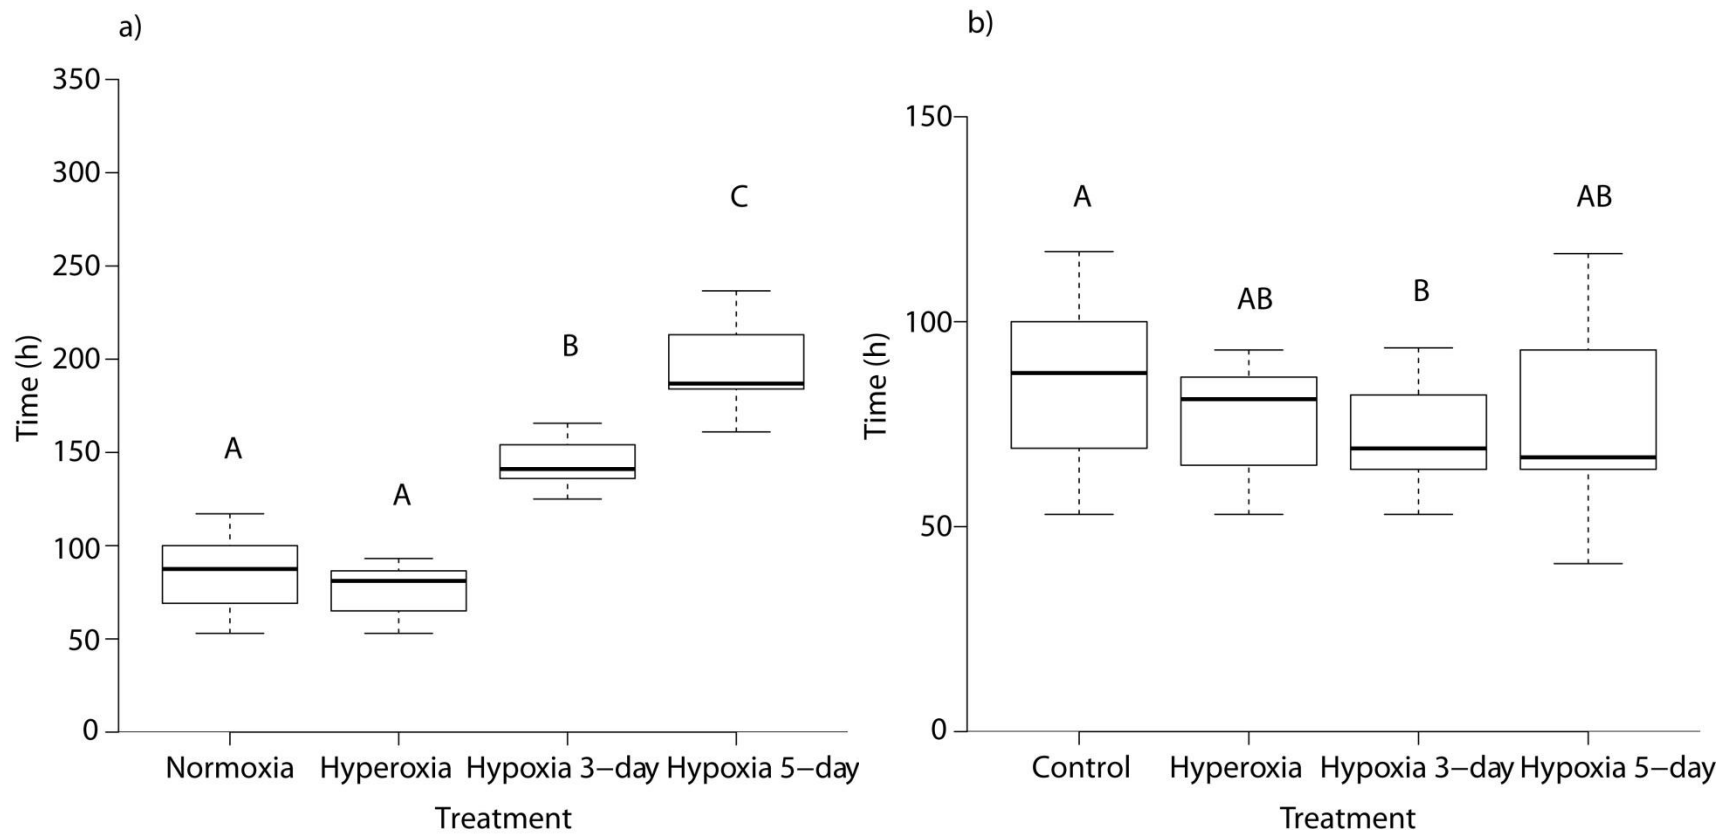 a)
350
300
250
200
150
100
50
0
Time (h)
A
A
B
C
Normoxia Hyperoxia Hypoxia 3–day Hypoxia 5–day
Treatment
b)
150
100
50
0
Time (h)
A
AB
B
AB
Control Hyperoxia Hypoxia 3–day Hypoxia 5–day
Treatment